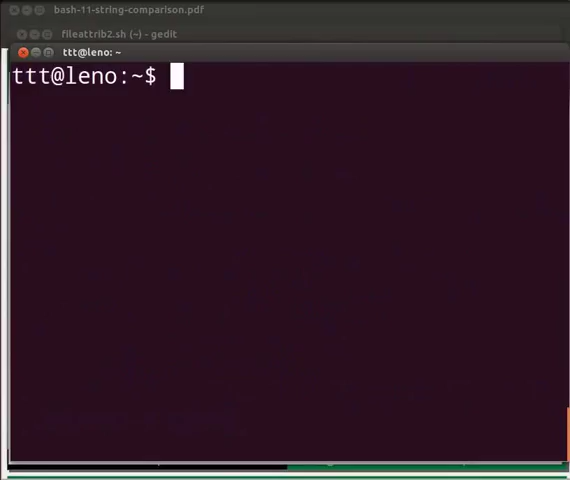 bash-11-string-comparison.pdf
fileattrib2.sh (~) - gedit
ttt@leno: ~
ttt@leno:~$